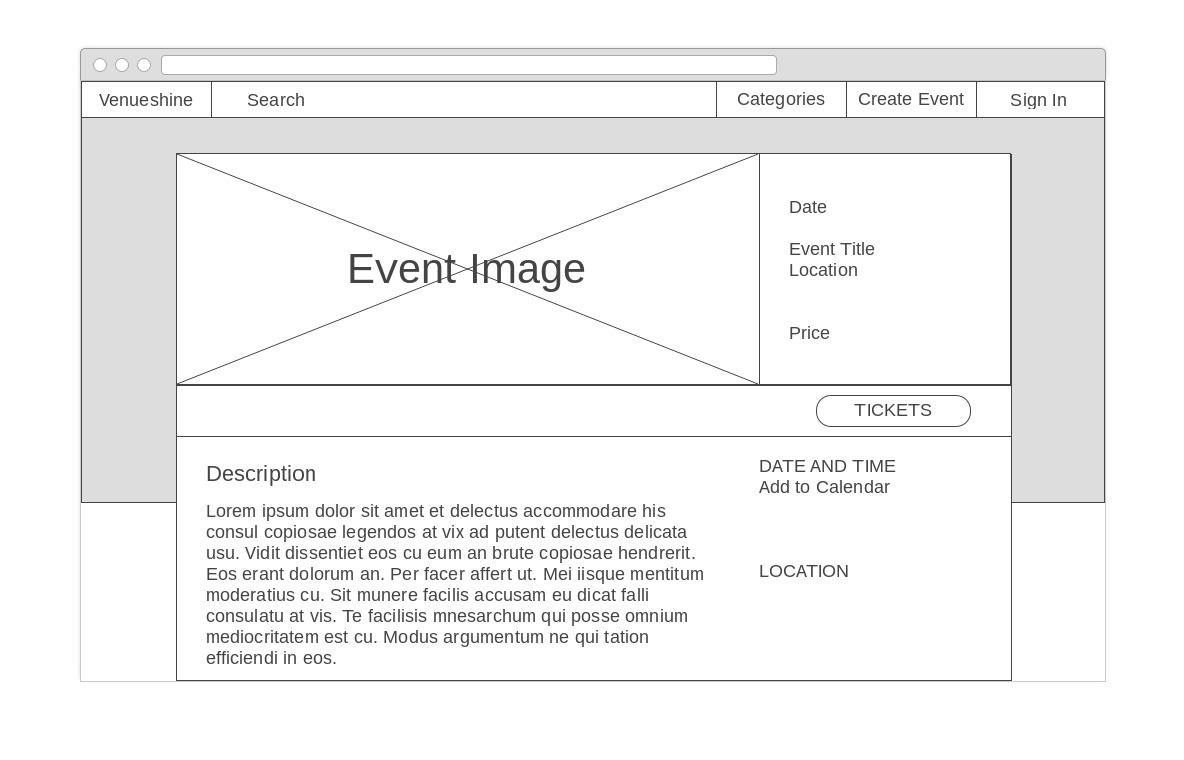 Venueshine
Search
Categories
Create Event
Sign In
Event Image
Date
Event Title
Location
Price
TICKETS
Description
Lorem ipsum dolor sit amet et delectus accommodare his
consul copiosae legendos at vix ad putent delectus delicata
usu. Vidit dissentiet eos cu eum an brute copiosae hendrerit.
Eos erant dolorum an. Per facer affert ut. Mei iisque mentitum
moderatius cu. Sit munere facilis accusam eu dicat falli
consulatu at vis. Te facilisis mnesarchum qui posse omnium
mediocritatem est cu. Modus argumentum ne qui tation
efficiendi in eos.
DATE AND TIME
Add to Calendar
LOCATION